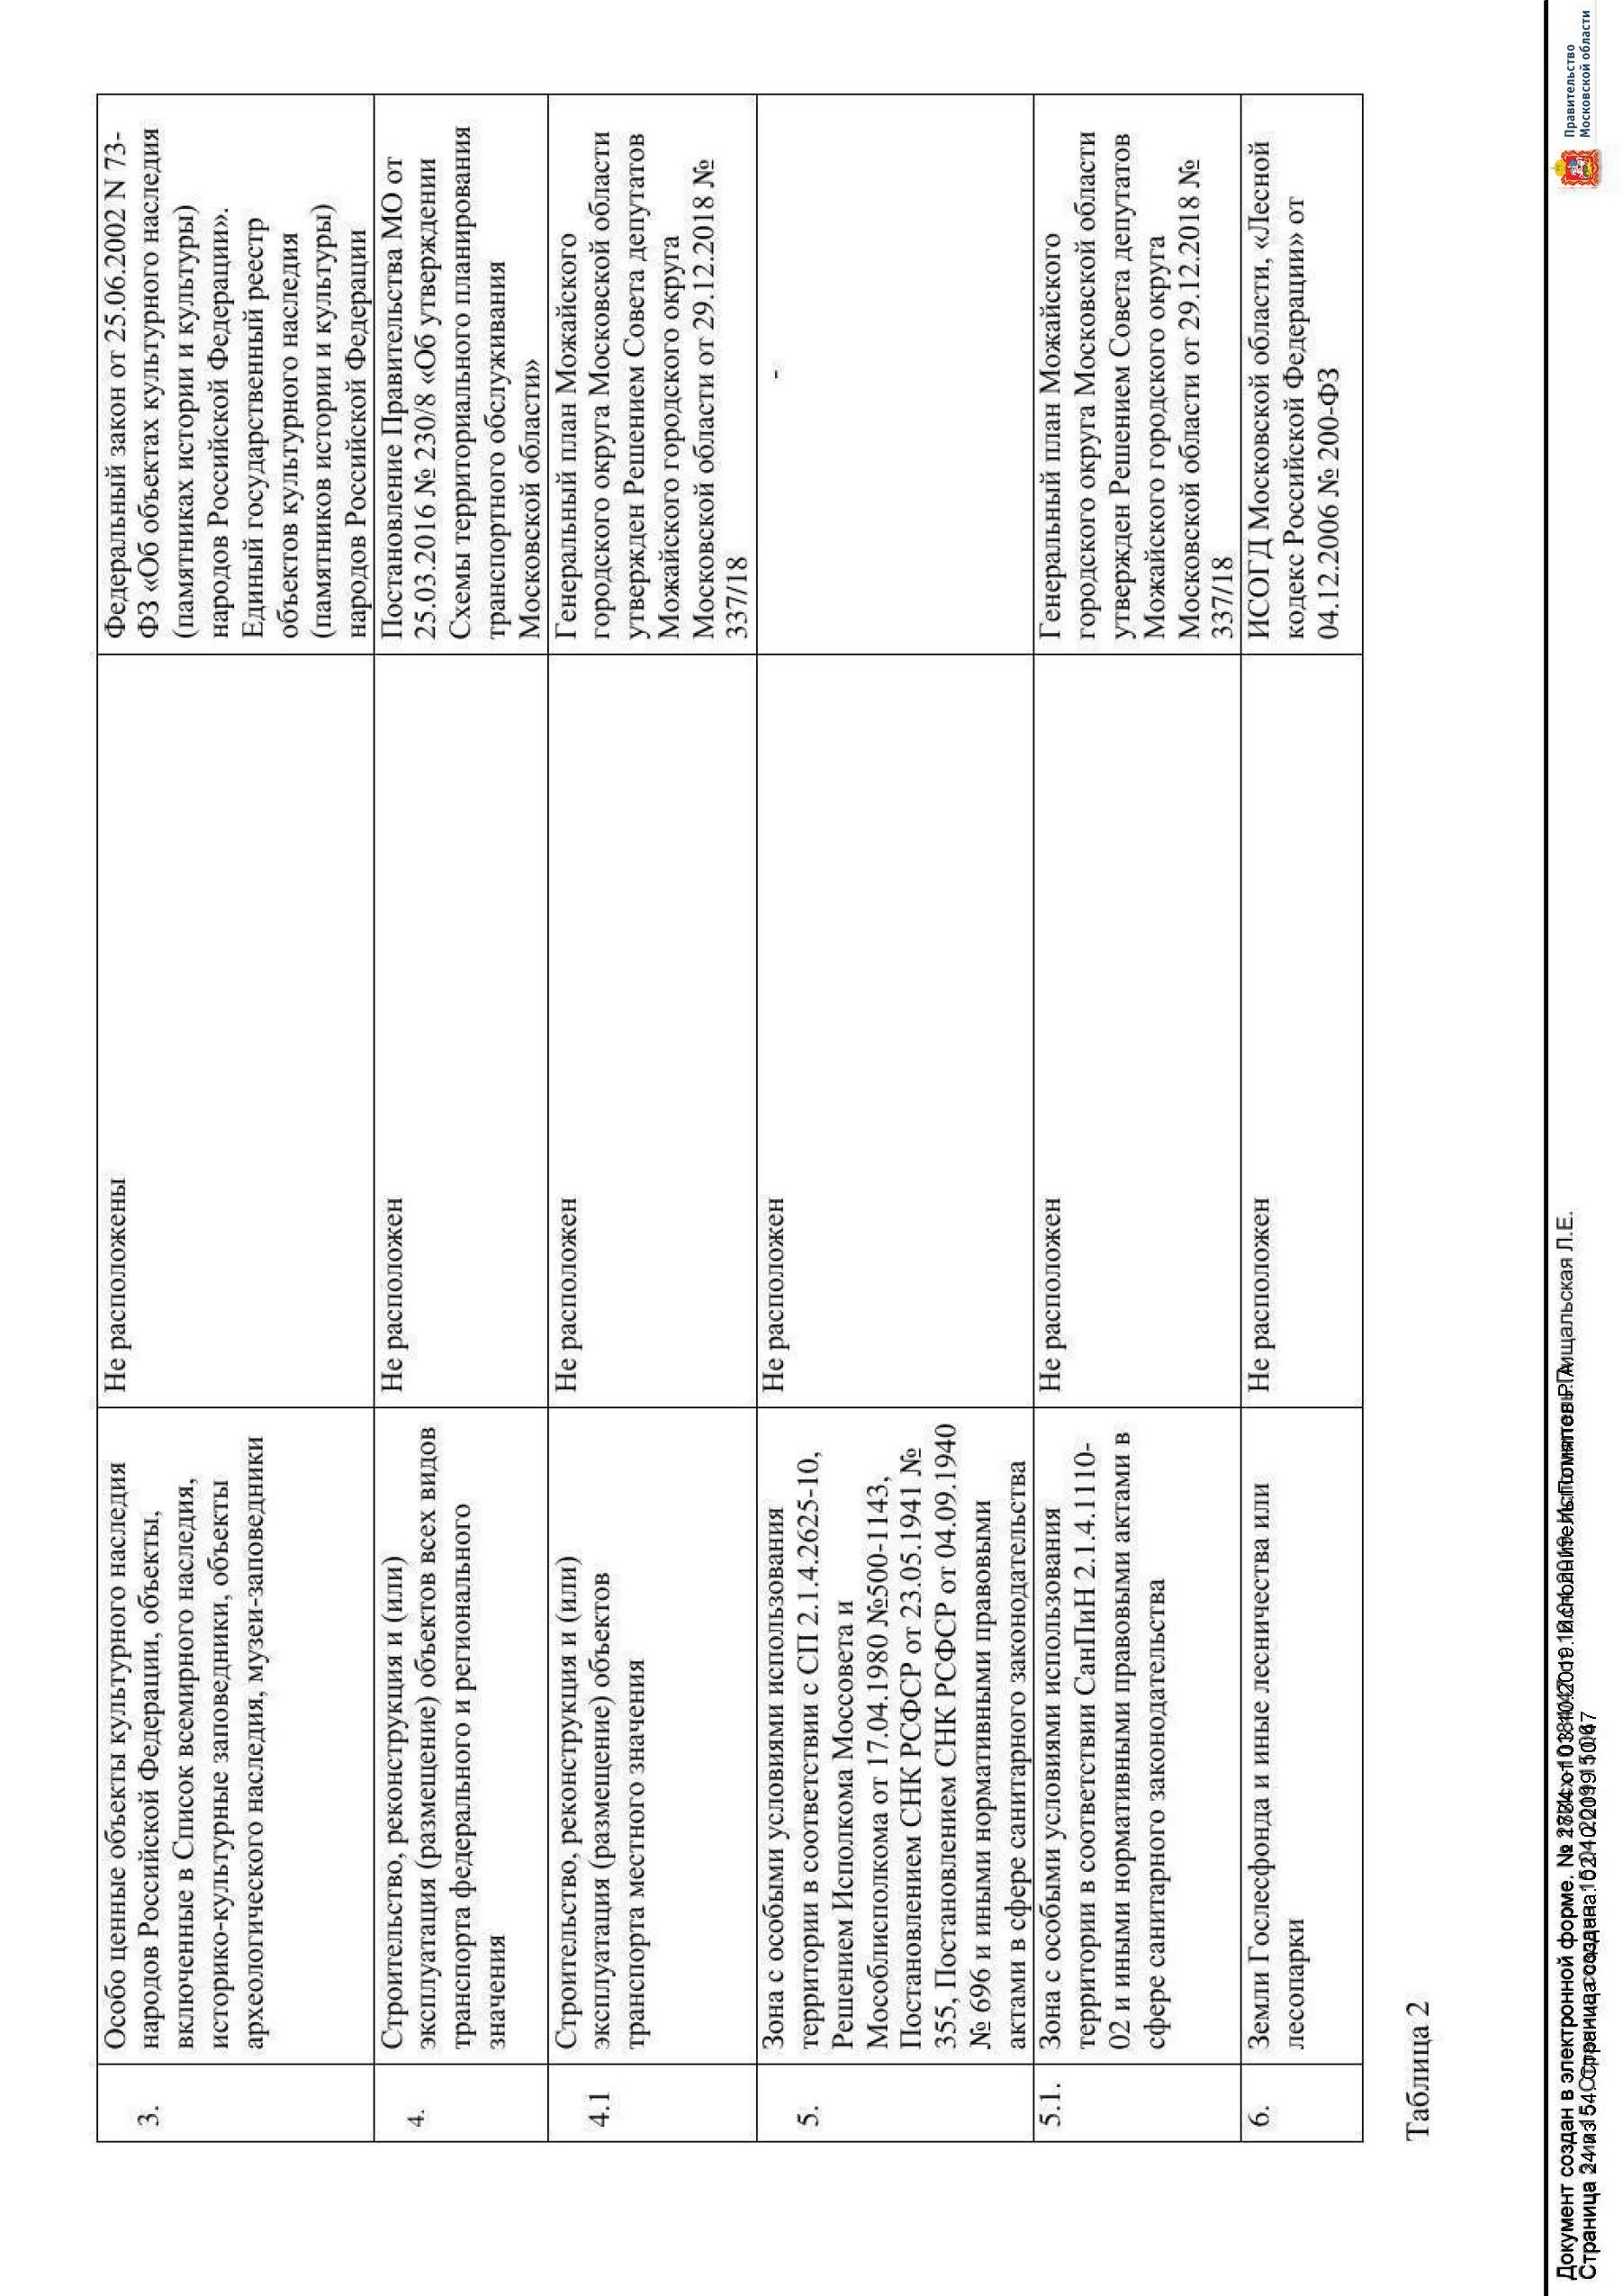 3.
Особо ценные объекты культурного наследия
народов Российской Федерации, объекты,
включенные в Список всемирного наследия,
историко-культурные заповедники, объекты
археологического наследия, музеи-заповедники
Не расположены
Федеральный закон от 25.06.2002 N 73-
ФЗ «Об объектах культурного наследия
(памятниках истории и культуры)
народов Российской Федерации».
Единый государственный реестр
объектов культурного наследия
(памятников истории и культуры)
народов Российской Федерации
4.
Строительство, реконструкция и (или)
эксплуатация (размещение) объектов всех видов
транспорта федерального и регионального
значения
Не расположен
Постановление Правительства МО от
25.03.2016 № 230/8 «Об утверждении
Схемы территориального планирования
транспортного обслуживания
Московской области»
4.1
Строительство, реконструкция и (или)
эксплуатация (размещение) объектов
транспорта местного значения
Не расположен
Генеральный план Можайского
городского округа Московской области
утвержден Решением Совета депутатов
Можайского городского округа
Московской области от 29.12.2018 №
337/18
5.
Зона с особыми условиями использования
территории в соответствии с СП 2.1.4.2625-10,
Решением Исполкома Моссовета и
Мособлисполкома от 17.04.1980 №500-1143,
Постановлением СНК РСФСР от 23.05.1941 №
355, Постановлением СНК РСФСР от 04.09.1940
№ 696 и иными нормативными правовыми
актами в сфере санитарного законодательства
Не расположен
-
5.1.
Зона с особыми условиями использования
территории в соответствии СанПиН 2.1.4.1110-
02 и иными нормативными правовыми актами в
сфере санитарного законодательства
Не расположен
Генеральный план Можайского
городского округа Московской области
утвержден Решением Совета депутатов
Можайского городского округа
Московской области от 29.12.2018 №
337/18
6.
Земли Гослесфонда и иные лесничества или
лесопарки
Не расположен
ИСОГД Московской области, «Лесной
кодекс Российской Федерации» от
04.12.2006 № 200-ФЗ
Таблица 2
Документ создан в электронной форме. №
Страница
Правительство
Московской области